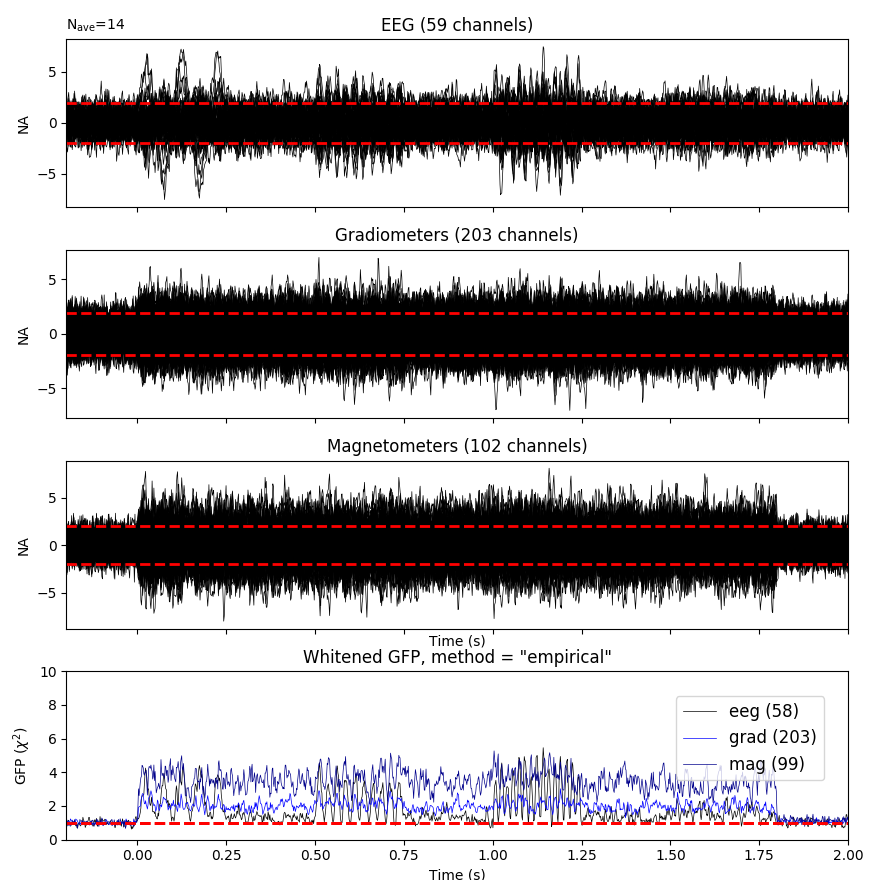 N_ave=14
EEG (59 channels)
5
0
−5
NA
Gradiometers (203 channels)
5
0
−5
NA
Magnetometers (102 channels)
5
0
−5
NA
Time (s)
Whitened GFP, method = "empirical"
10
8
6
4
2
0
GFP (χ²)
eeg (58)
grad (203)
mag (99)
0.00 0.25 0.50 0.75 1.00 1.25 1.50 1.75 2.00
Time (s)